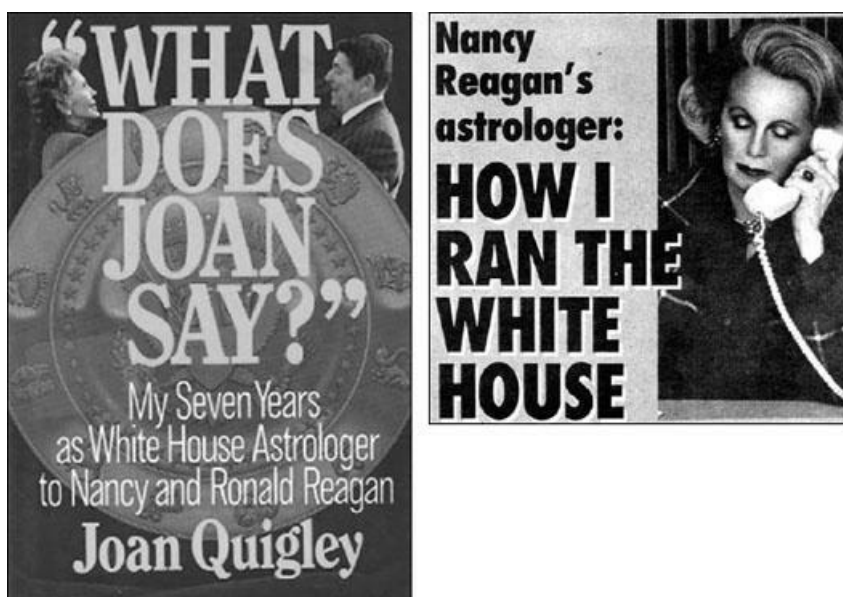 “WHAT
DOES
JOAN
SAY?”
My Seven Years
as White House Astrologer
to Nancy and Ronald Reagan
Joan Quigley
Nancy
Reagan's
astrologer:
HOW I
RAN THE
WHITE
HOUSE